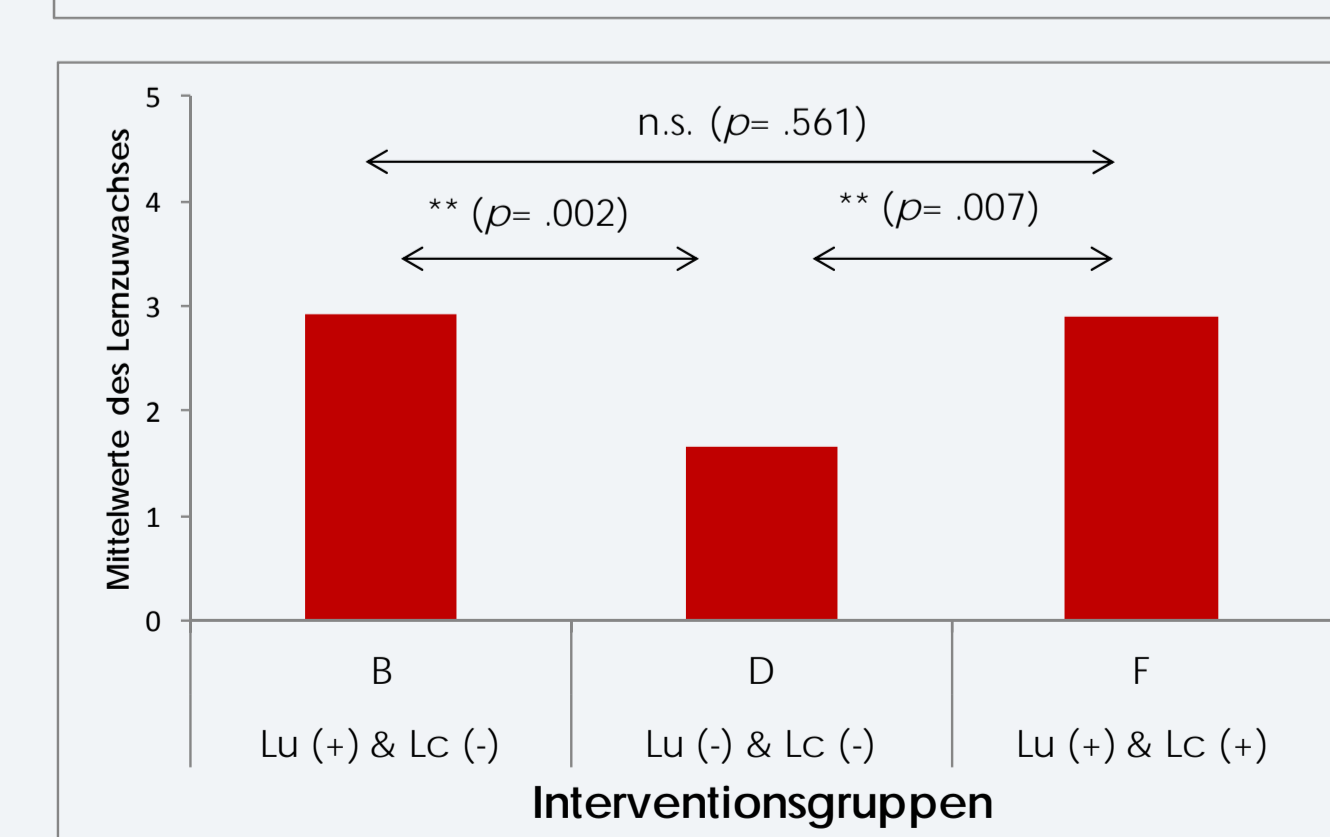 Mittelwerte des Lernzuwachses
5
4
3
2
1
0
n.s. (p= .561)
** (p= .002)
** (p= .007)
B
D
F
Lu (+) & Lc (-)
Lu (-) & Lc (-)
Lu (+) & Lc (+)
Interventionsgruppen